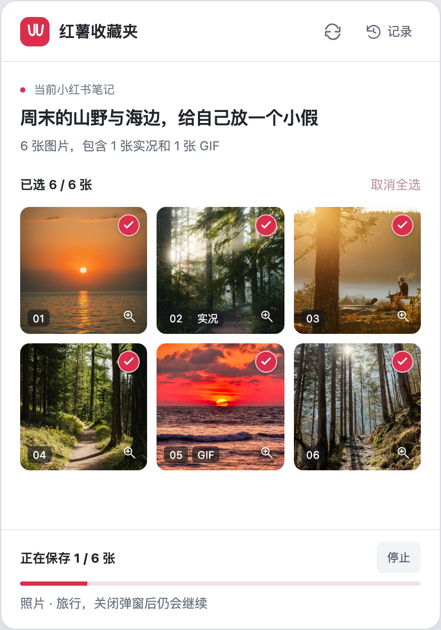 红薯收藏夹
记录
当前小红书笔记
周末的山野与海边，给自己放一个小假
6 张图片，包含 1 张实况和 1 张 GIF
已选 6 / 6 张
取消全选
01
02 实况
03
04
05 GIF
06
正在保存 1 / 6 张
停止
照片 · 旅行，关闭弹窗后仍会继续